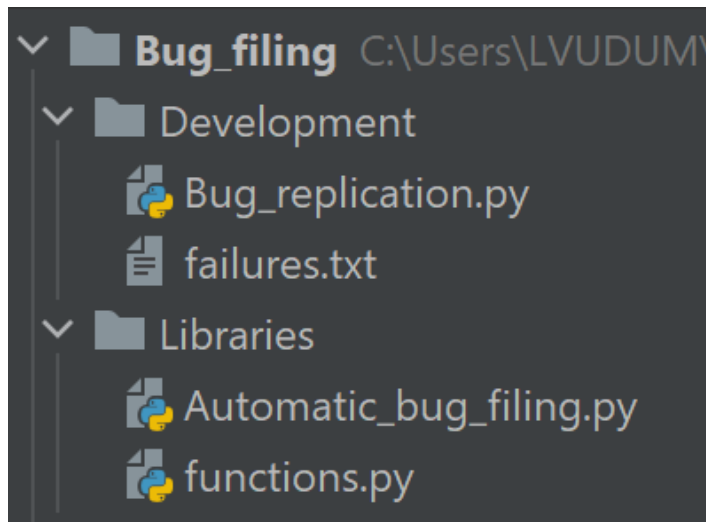 Bug_filing C:\Users\LVUDUM
Development
Bug_replication.py
failures.txt
Libraries
Automatic_bug_filing.py
functions.py